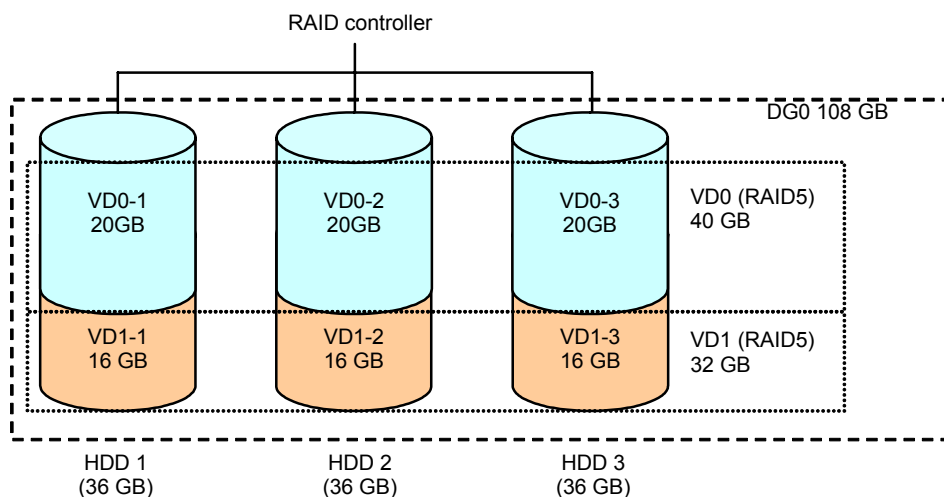 RAID controller
DG0 108 GB
VD0-1
20GB
VD0-2
20GB
VD0-3
20GB
VD0 (RAID5)
40 GB
VD1-1
16 GB
VD1-2
16 GB
VD1-3
16 GB
VD1 (RAID5)
32 GB
HDD 1
(36 GB)
HDD 2
(36 GB)
HDD 3
(36 GB)